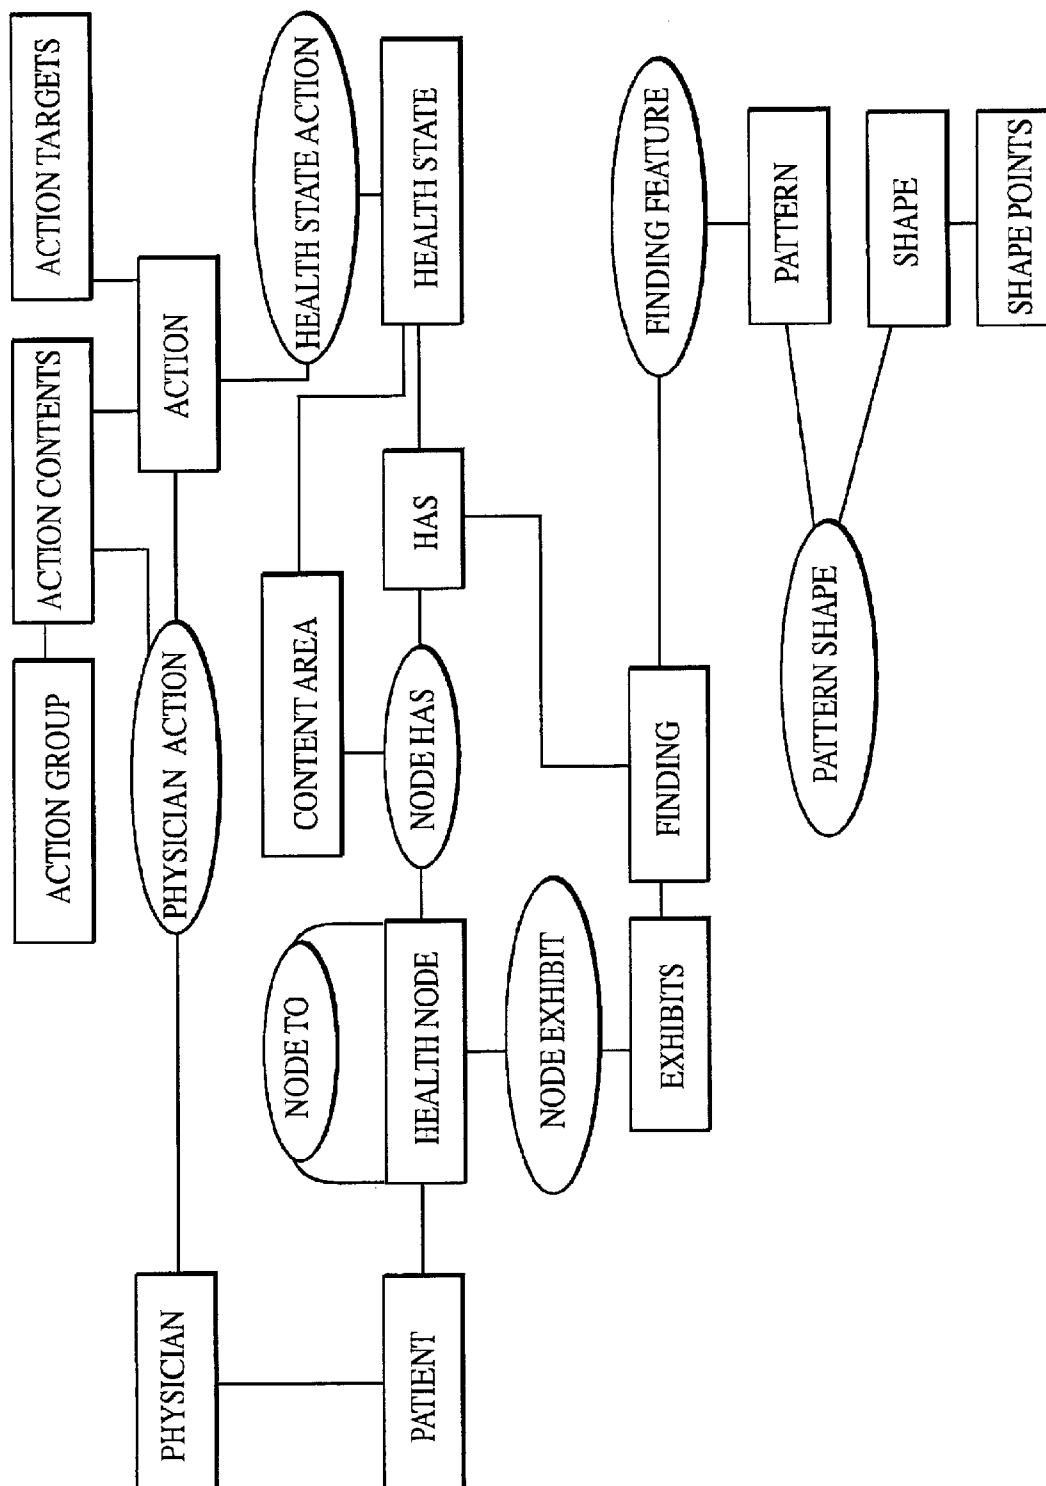 ACTION GROUP
ACTION CONTENTS
ACTION TARGETS
PHYSICIAN
PHYSICIAN ACTION
ACTION
NODE TO
CONTENT AREA
HEALTH STATE ACTION
PATIENT
HEALTH NODE
NODE HAS
HAS
HEALTH STATE
NODE EXHIBIT
EXHIBITS
FINDING
FINDING FEATURE
PATTERN
PATTERN SHAPE
SHAPE
SHAPE POINTS